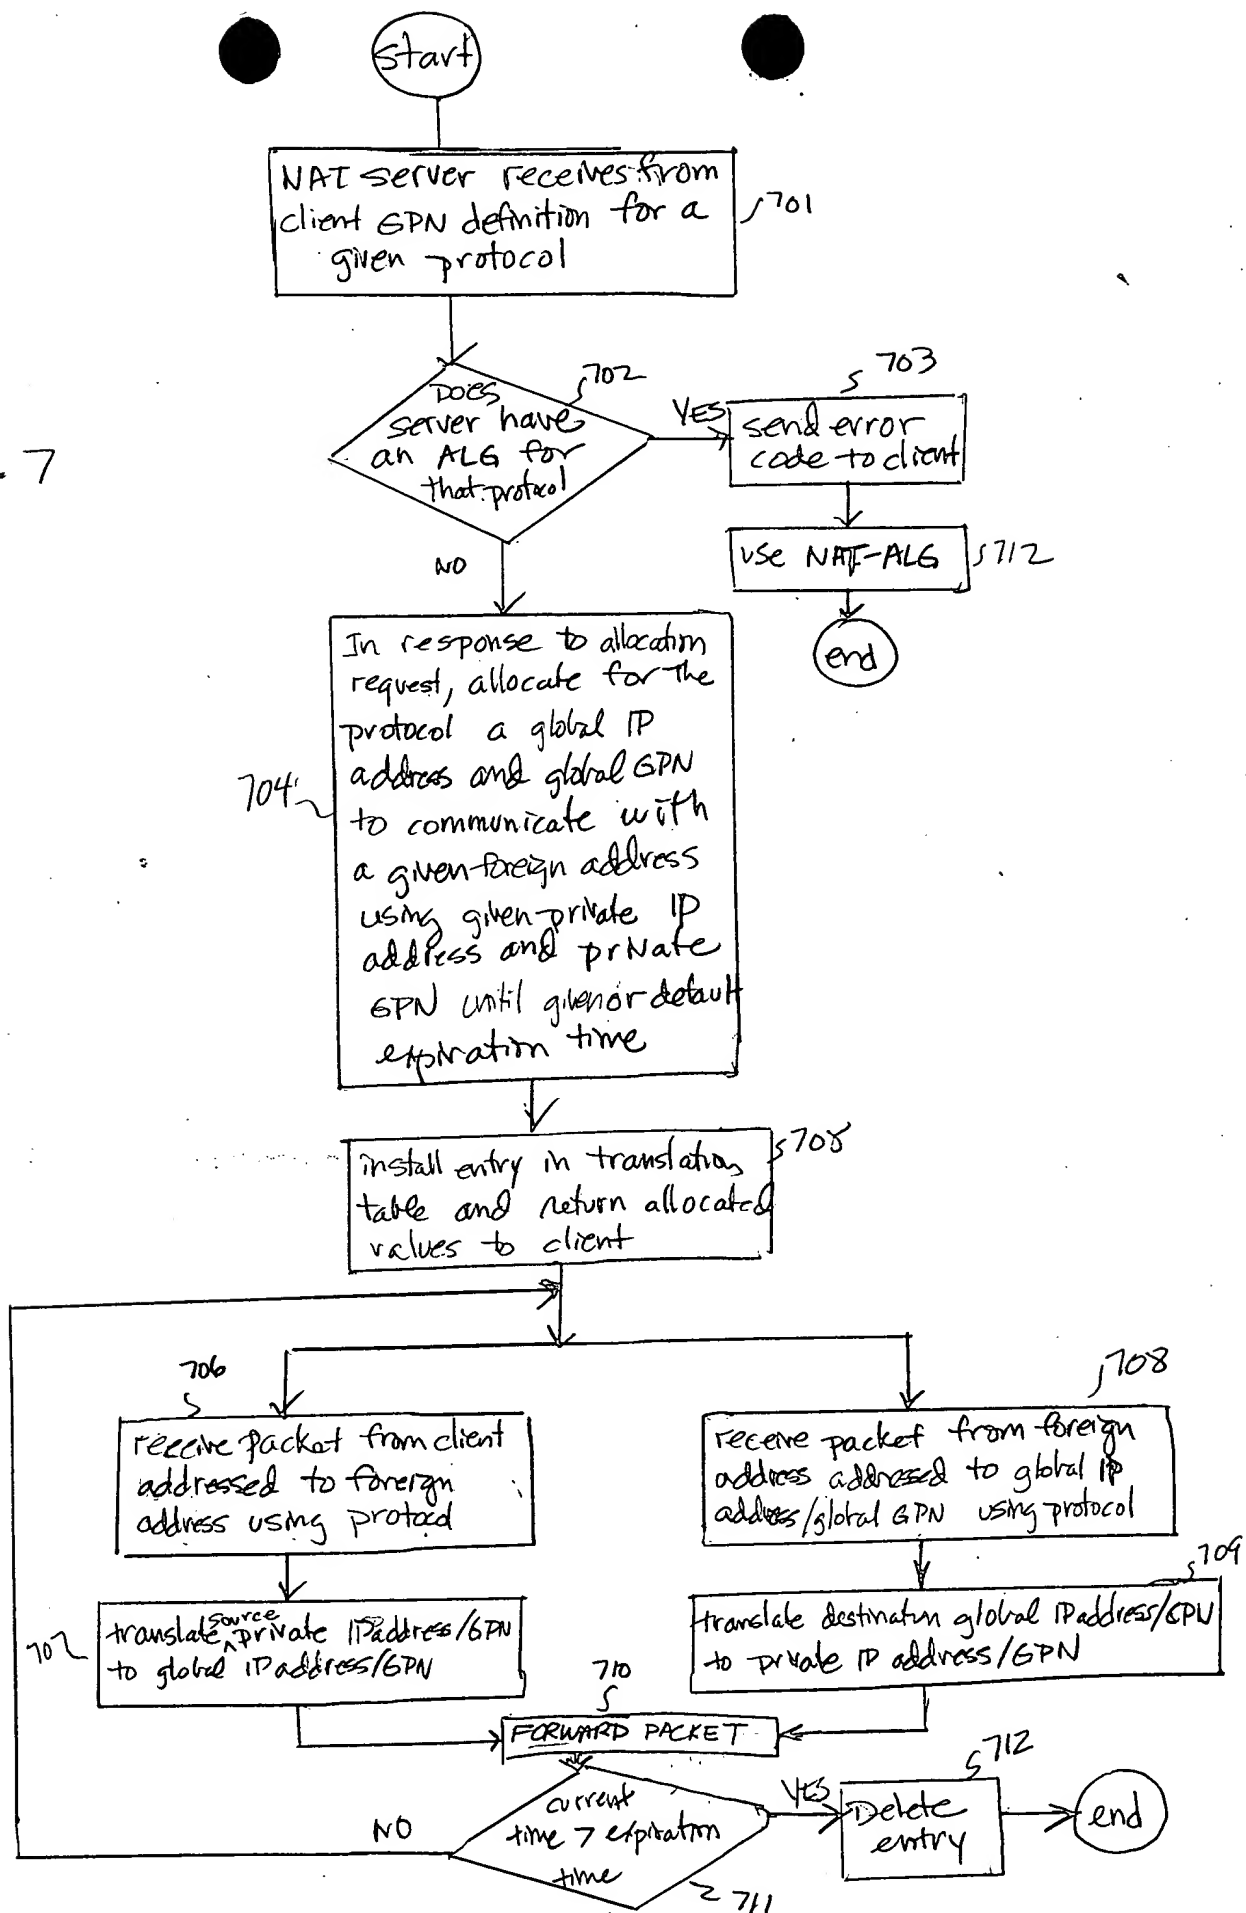 start
NAT server receives from
client GPN definition for a
given protocol
701
702
Does
server have
an ALG for
that protocol
YES
703
send error
code to client
. 7
use NAT-ALG
712
NO
end
In response to allocation
request, allocate for the
protocol a global IP
address and global GPN
704
to communicate with
a given foreign address
using given private IP
address and private
GPN until given or default
expiration time
705
install entry in translation
table and return allocated
values to client
706
708
receive packet from client
addressed to foreign
address using protocol
receive packet from foreign
address addressed to global IP
address/global GPN using protocol
709
707
source
translate ^ private IP address/GPN
to global IP address/GPN
translate destination global IP address/GPN
to private IP address/GPN
710
FORWARD PACKET
712
NO
current
time > expiration
time
YES
Delete
entry
end
711